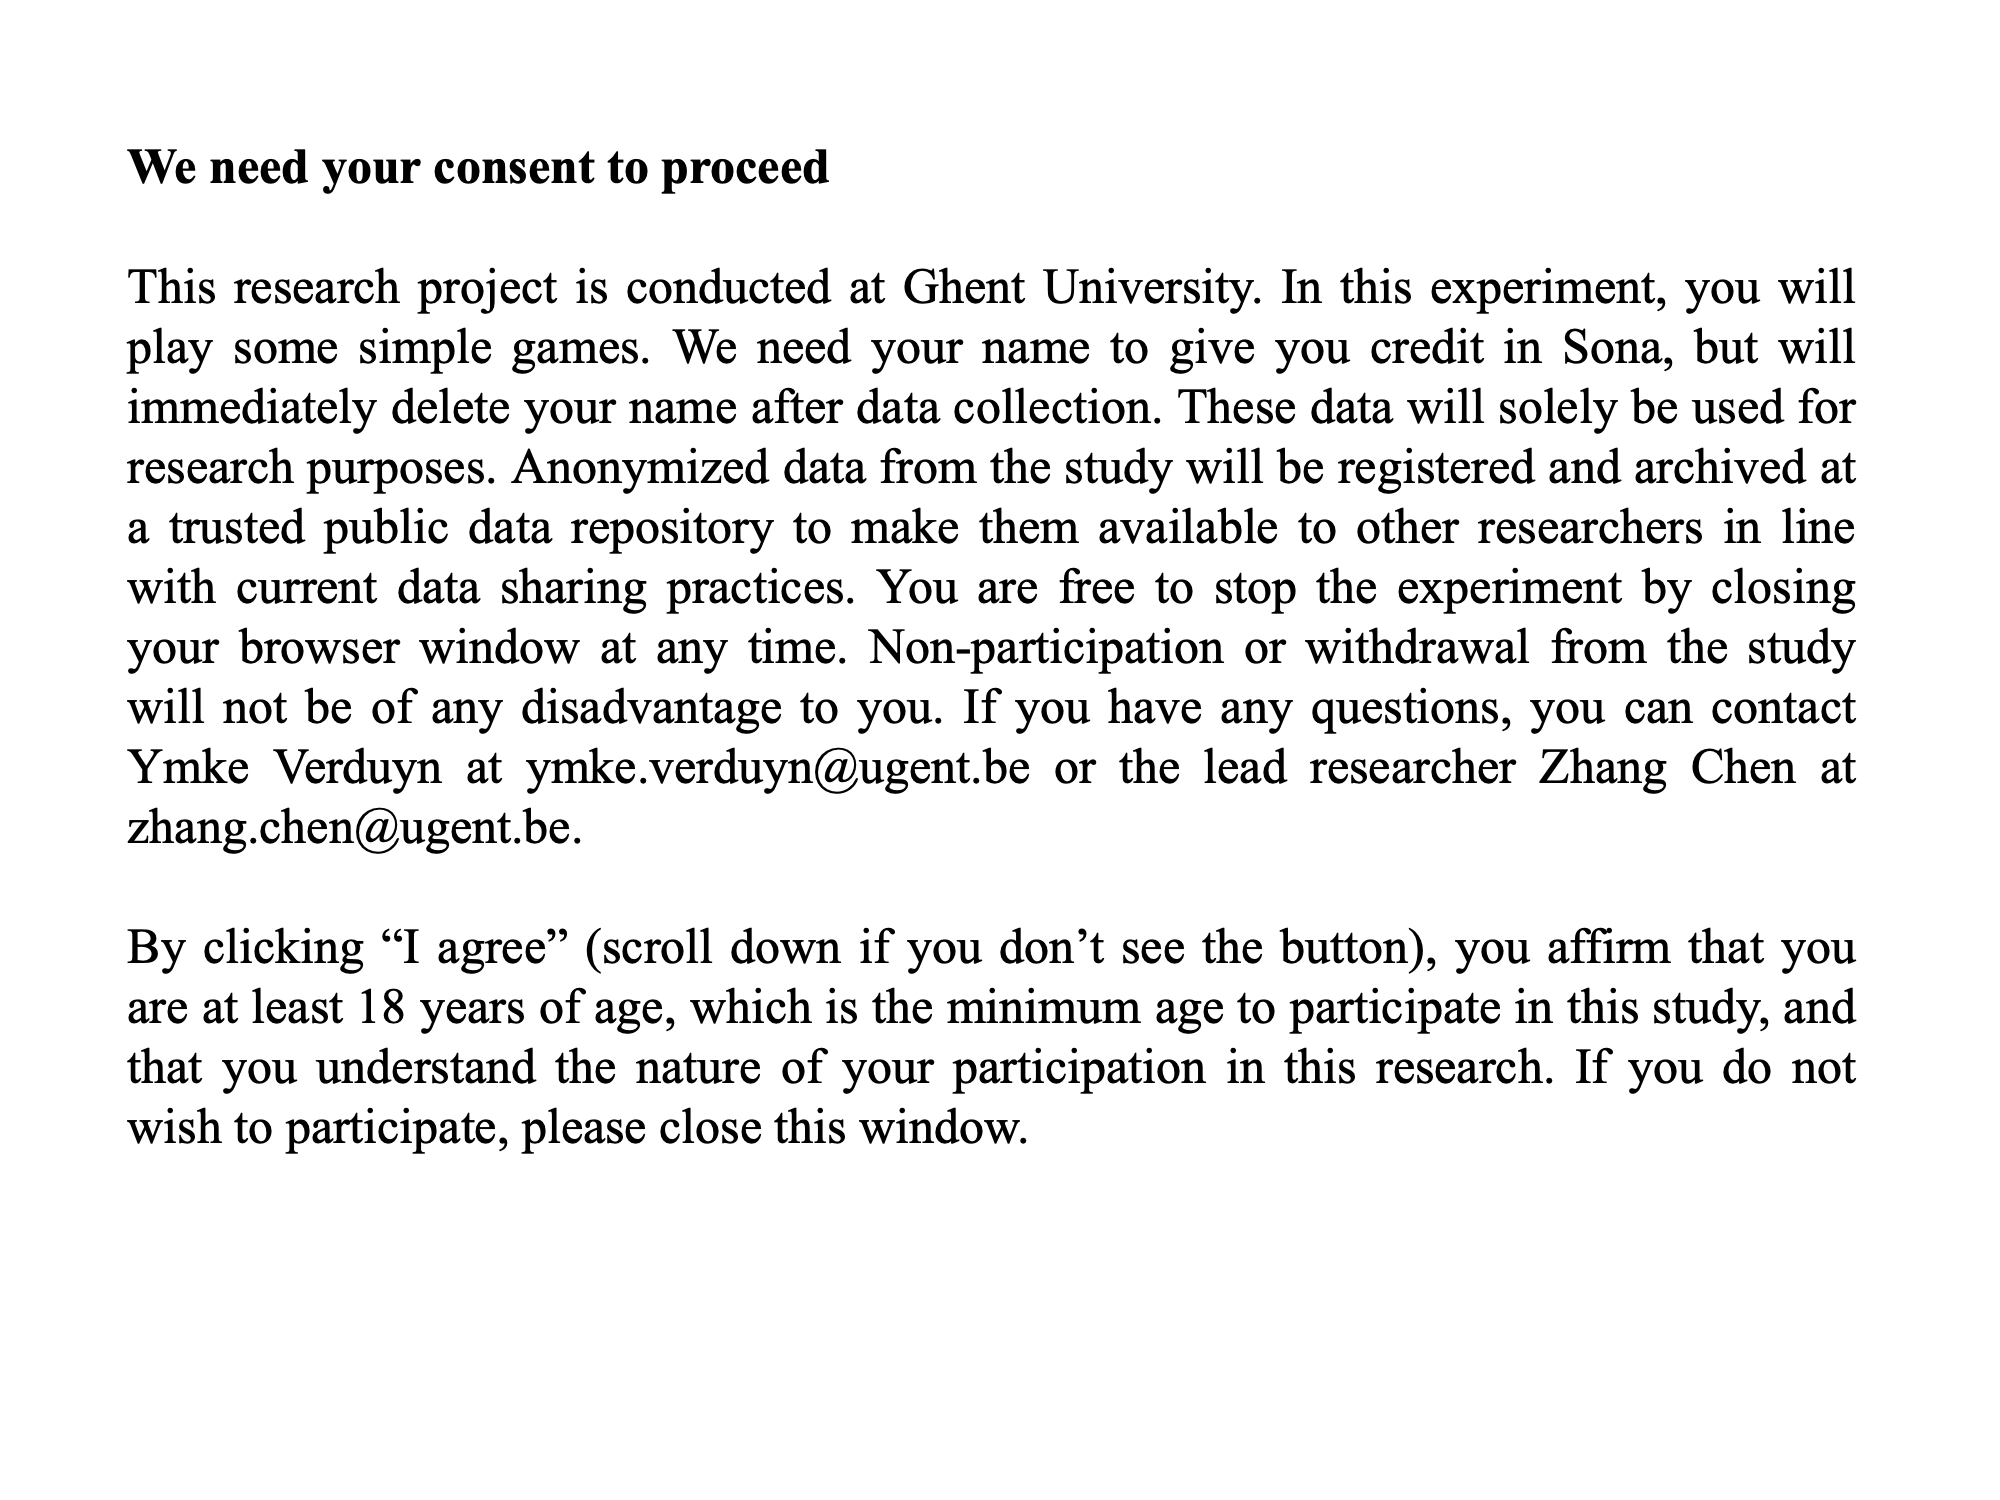 We need your consent to proceed
This research project is conducted at Ghent University. In this experiment, you will
play some simple games. We need your name to give you credit in Sona, but will
immediately delete your name after data collection. These data will solely be used for
research purposes. Anonymized data from the study will be registered and archived at
a trusted public data repository to make them available to other researchers in line
with current data sharing practices. You are free to stop the experiment by closing
your browser window at any time. Non-participation or withdrawal from the study
will not be of any disadvantage to you. If you have any questions, you can contact
Ymke Verduyn at ymke.verduyn@ugent.be or the lead researcher Zhang Chen at
zhang.chen@ugent.be.
By clicking “I agree” (scroll down if you don’t see the button), you affirm that you
are at least 18 years of age, which is the minimum age to participate in this study, and
that you understand the nature of your participation in this research. If you do not
wish to participate, please close this window.